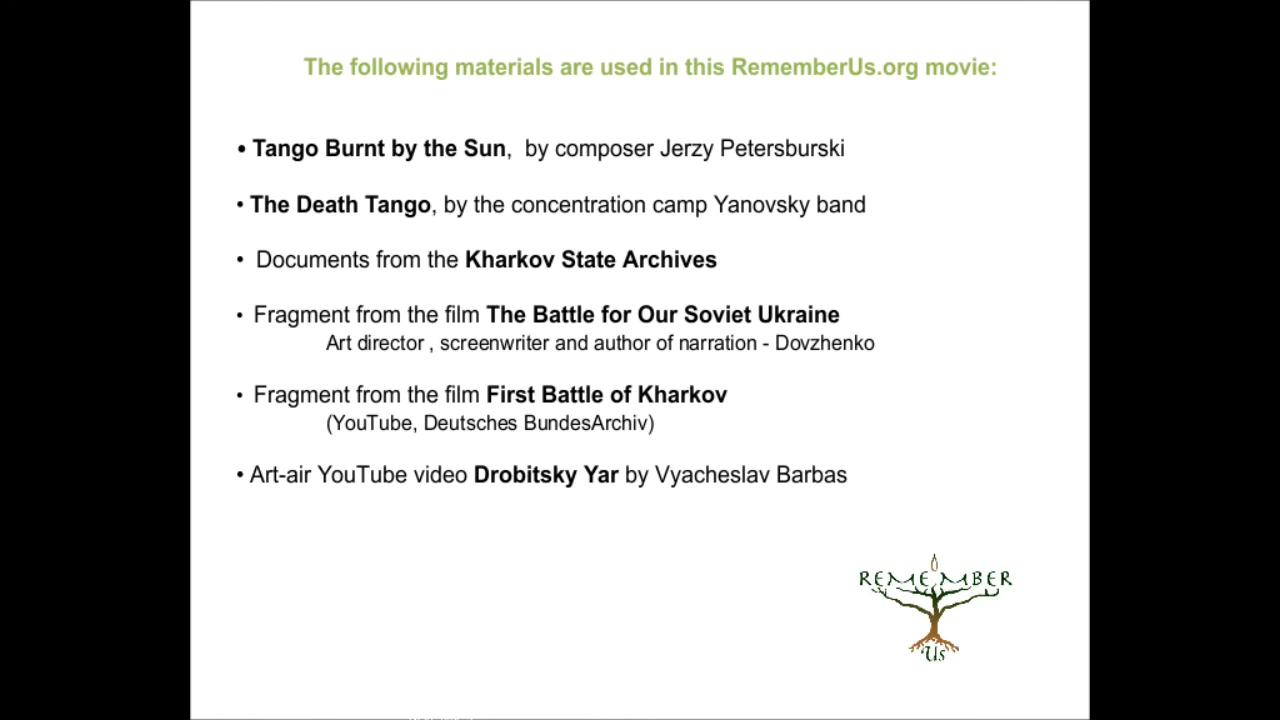 The following materials are used in this RememberUs.org movie:
• Tango Burnt by the Sun, by composer Jerzy Petersburski
• The Death Tango, by the concentration camp Yanovsky band
• Documents from the Kharkov State Archives
• Fragment from the film The Battle for Our Soviet Ukraine
Art director , screenwriter and author of narration - Dovzhenko
• Fragment from the film First Battle of Kharkov
(YouTube, Deutsches BundesArchiv)
• Art-air YouTube video Drobitsky Yar by Vyacheslav Barbas
REMEMBER
Us